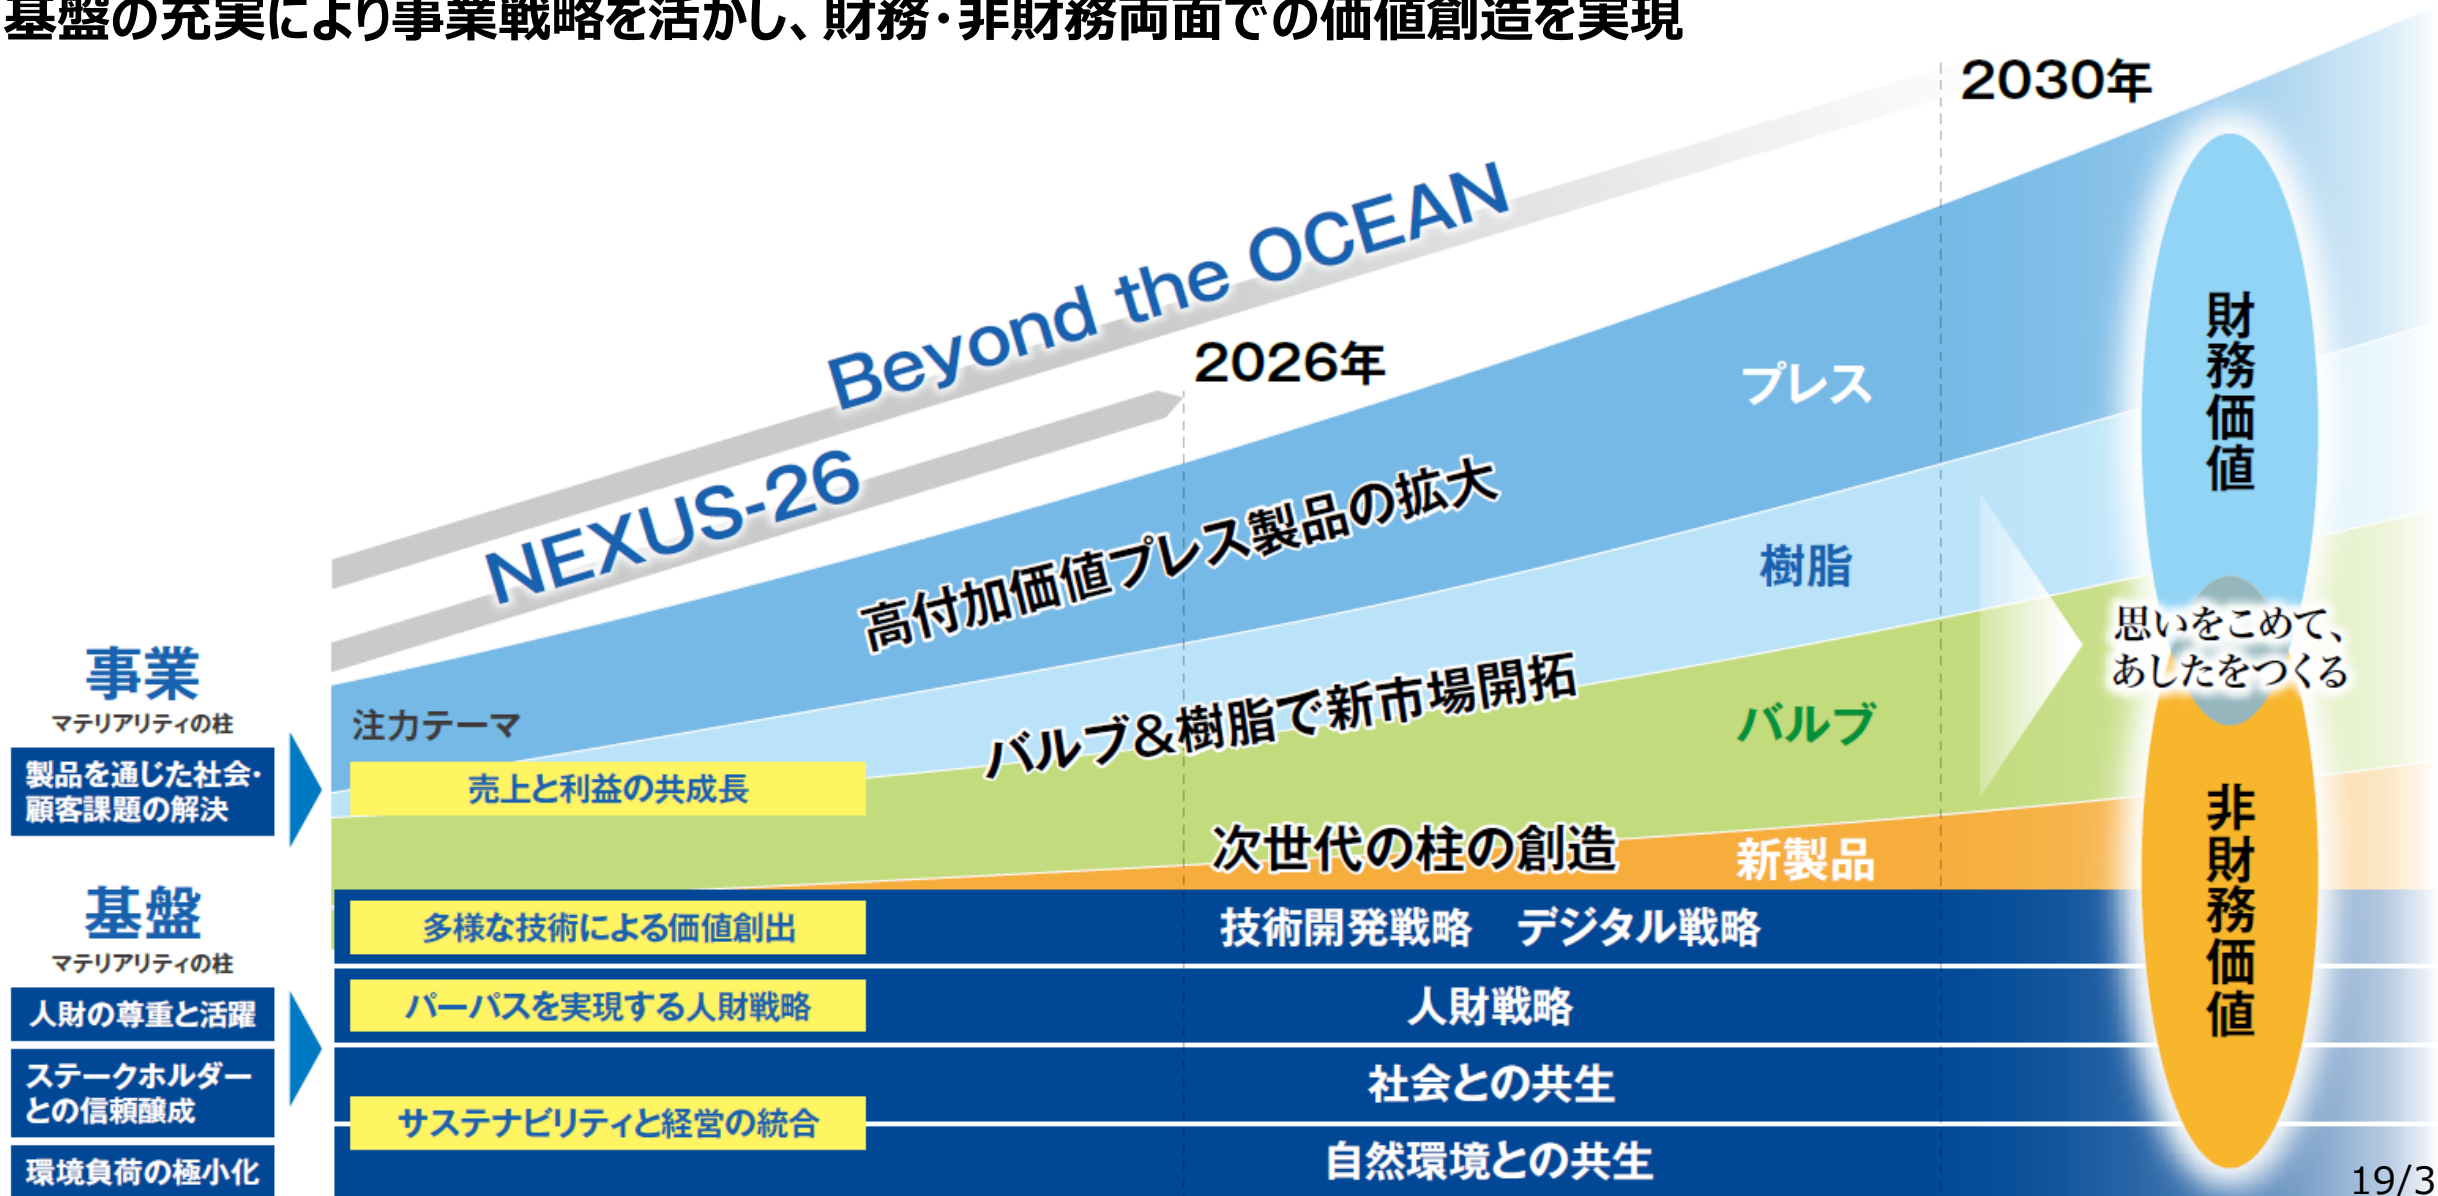 基盤の充実により事業戦略を活かし、財務・非財務両面での価値創造を実現
2030年
Beyond the OCEAN
2026年
NEXUS-26
プレス
高付加価値プレス製品の拡大
樹脂
バルブ&樹脂で新市場開拓
バルブ
次世代の柱の創造
新製品
事業
マテリアリティの柱
製品を通じた社会・
顧客課題の解決
注力テーマ
売上と利益の共成長
基盤
マテリアリティの柱
人財の尊重と活躍
ステークホルダー
との信頼醸成
環境負荷の極小化
多様な技術による価値創出
技術開発戦略 デジタル戦略
パーパスを実現する人財戦略
人財戦略
サステナビリティと経営の統合
社会との共生
自然環境との共生
財務価値
思いをこめて、
あしたをつくる
非財務価値
19/3